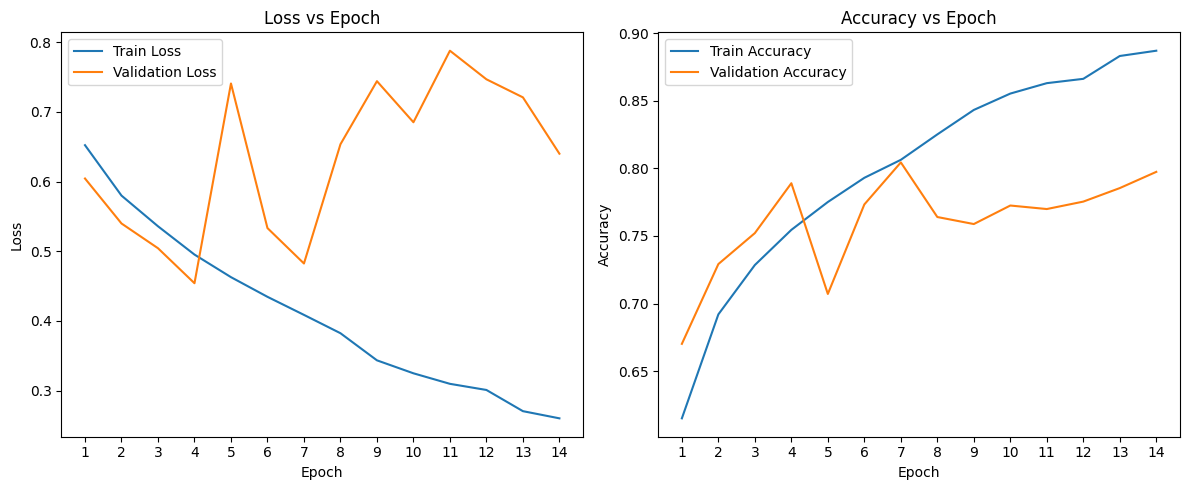 Loss vs Epoch
Train Loss
Validation Loss
0.8
0.7
0.6
0.5
0.4
0.3
Loss
1 2 3 4 5 6 7 8 9 10 11 12 13 14
Epoch
Accuracy vs Epoch
Train Accuracy
Validation Accuracy
0.90
0.85
0.80
0.75
0.70
0.65
Accuracy
1 2 3 4 5 6 7 8 9 10 11 12 13 14
Epoch